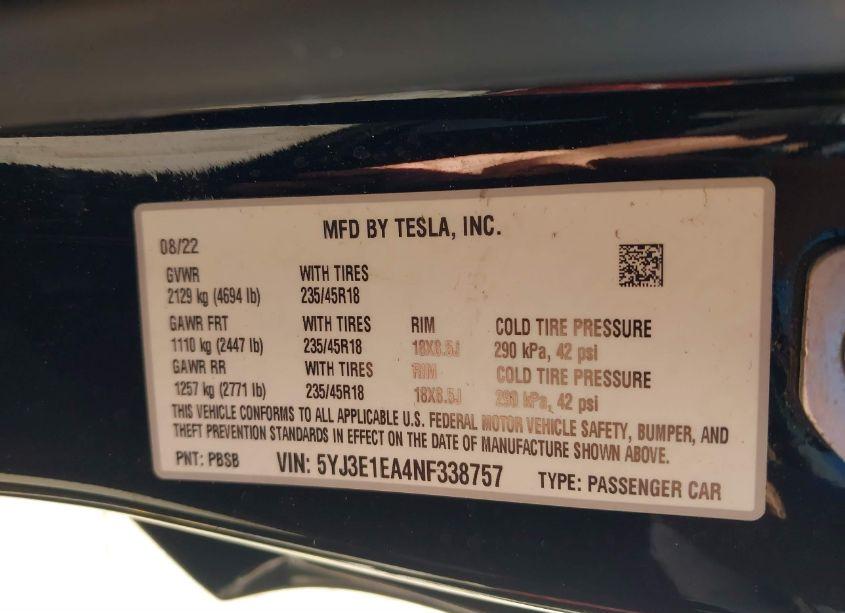 MFD BY TESLA, INC.
08/22
GVWR WITH TIRES
2129 kg (4694 lb) 235/45R18
GAWR FRT WITH TIRES RIM COLD TIRE PRESSURE
1110 kg (2447 lb) 235/45R18 18X8.5J 290 kPa, 42 psi
GAWR RR WITH TIRES RIM COLD TIRE PRESSURE
1257 kg (2771 lb) 235/45R18 18X8.5J 290 kPa, 42 psi
THIS VEHICLE CONFORMS TO ALL APPLICABLE U.S. FEDERAL MOTOR VEHICLE SAFETY, BUMPER, AND
THEFT PREVENTION STANDARDS IN EFFECT ON THE DATE OF MANUFACTURE SHOWN ABOVE.
PNT: PBSB VIN: 5YJ3E1EA4NF338757 TYPE: PASSENGER CAR